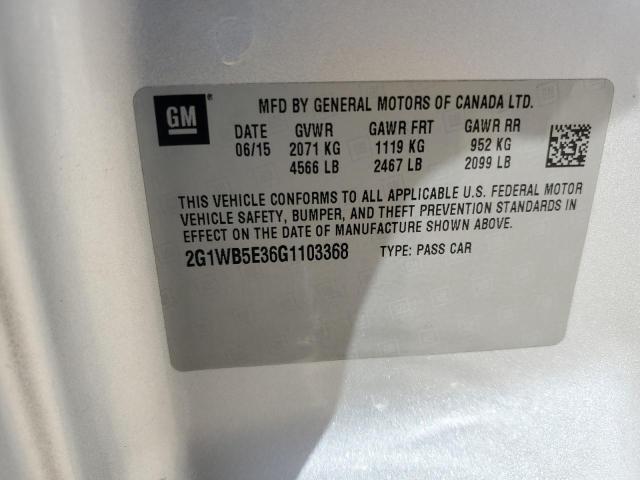 GM
MFD BY GENERAL MOTORS OF CANADA LTD.
DATE GVWR GAWR FRT GAWR RR
06/15 2071 KG 1119 KG 952 KG
4566 LB 2467 LB 2099 LB
THIS VEHICLE CONFORMS TO ALL APPLICABLE U.S. FEDERAL MOTOR
VEHICLE SAFETY, BUMPER, AND THEFT PREVENTION STANDARDS IN
EFFECT ON THE DATE OF MANUFACTURE SHOWN ABOVE.
2G1WB5E36G1103368 TYPE: PASS CAR